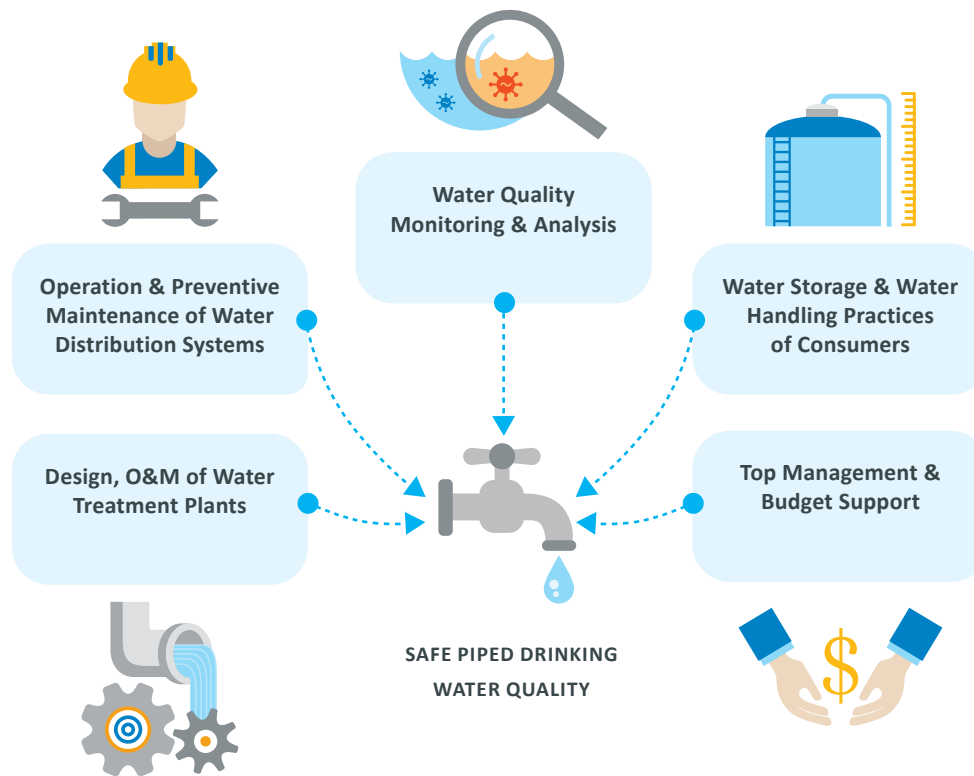 Water Quality
Monitoring & Analysis
Operation & Preventive
Maintenance of Water
Distribution Systems
Water Storage & Water
Handling Practices
of Consumers
Design, O&M of Water
Treatment Plants
Top Management &
Budget Support
SAFE PIPED DRINKING
WATER QUALITY
$